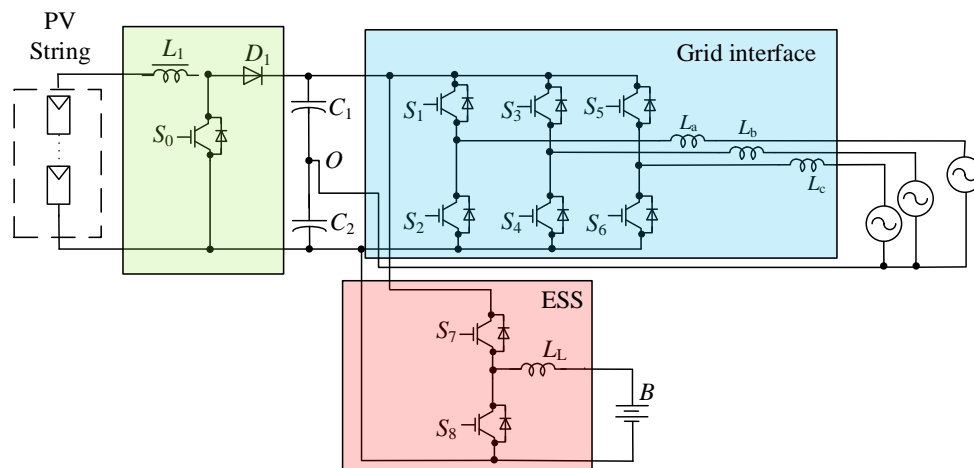 PV
String
L1
D1
S0
C1
O
C2
Grid interface
S1
S3
S5
La
Lb
Lc
S2
S4
S6
ESS
S7
LL
B
S8